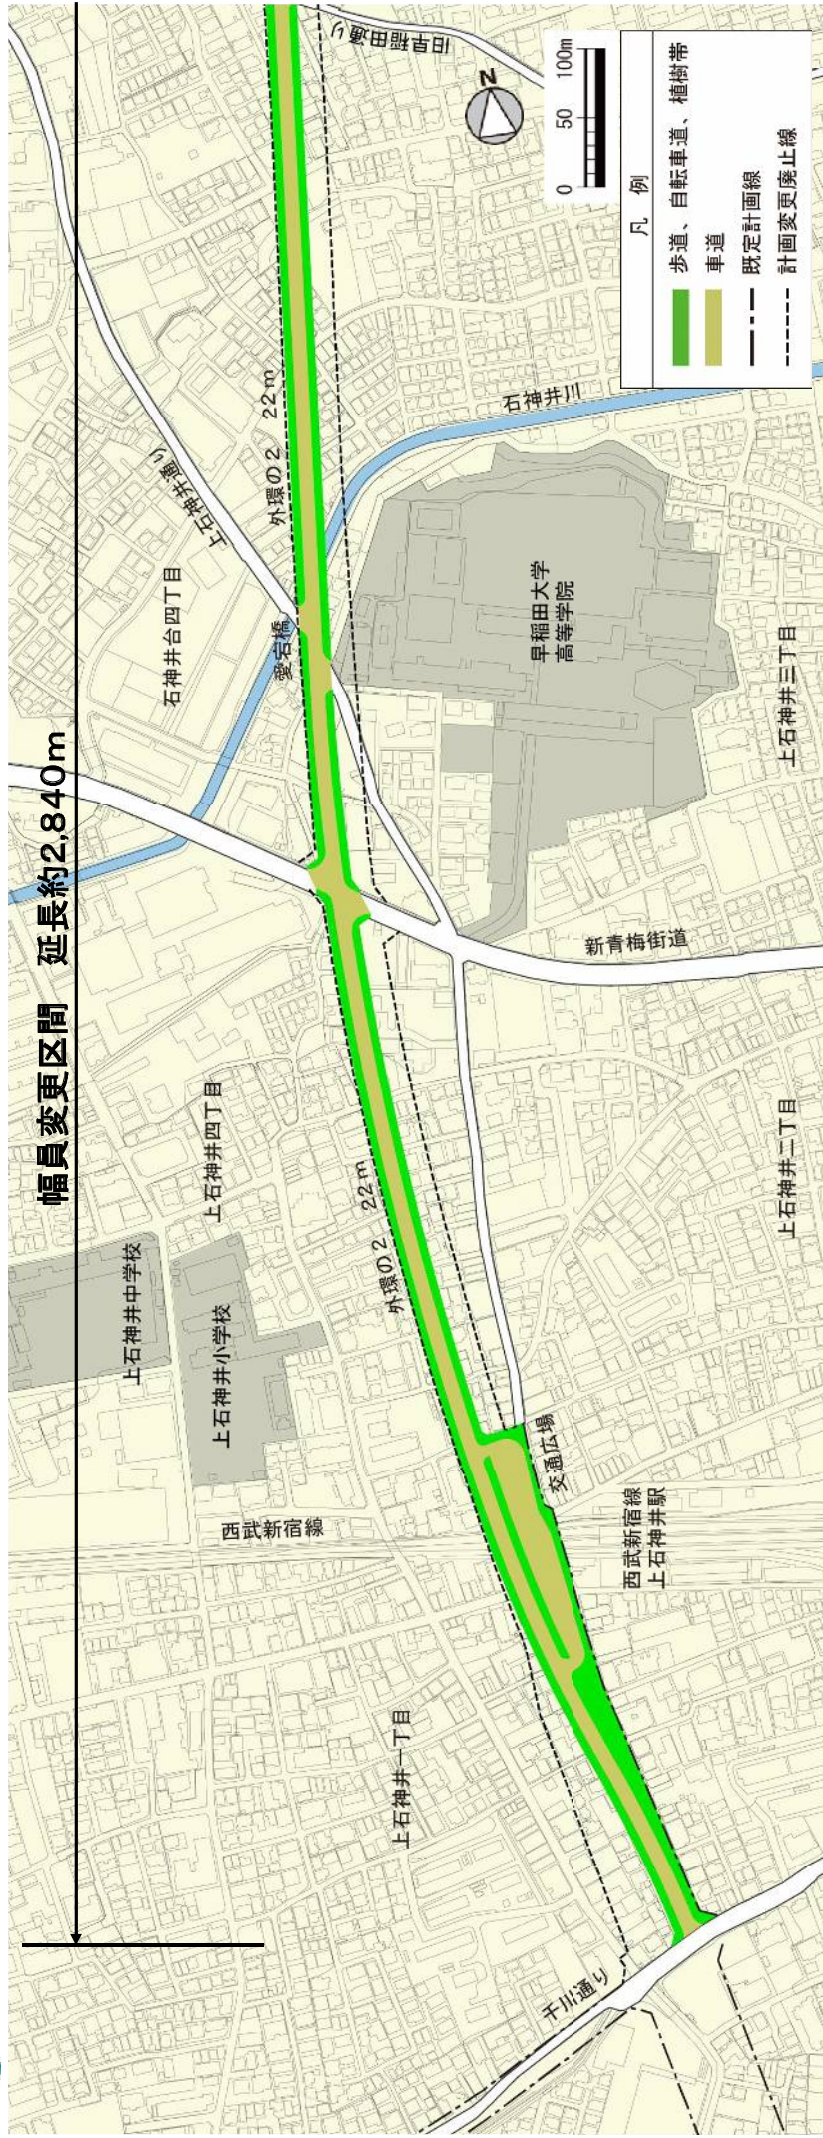 幅員変更区間　延長約2,840m
上石神井中学校
上石神井小学校
上石神井四丁目
石神井台四丁目
上石神井通り
愛宕橋
外環の2　22m
旧早稲田通り
N
0　50　100m
凡　例
歩道、自転車道、植樹帯
車道
既定計画線
計画変更廃止線
石神井川
早稲田大学
高等学院
上石神井三丁目
新青梅街道
外環の2　22m
上石神井二丁目
交通広場
西武新宿線
西武新宿線
上石神井駅
上石神井一丁目
千川通り